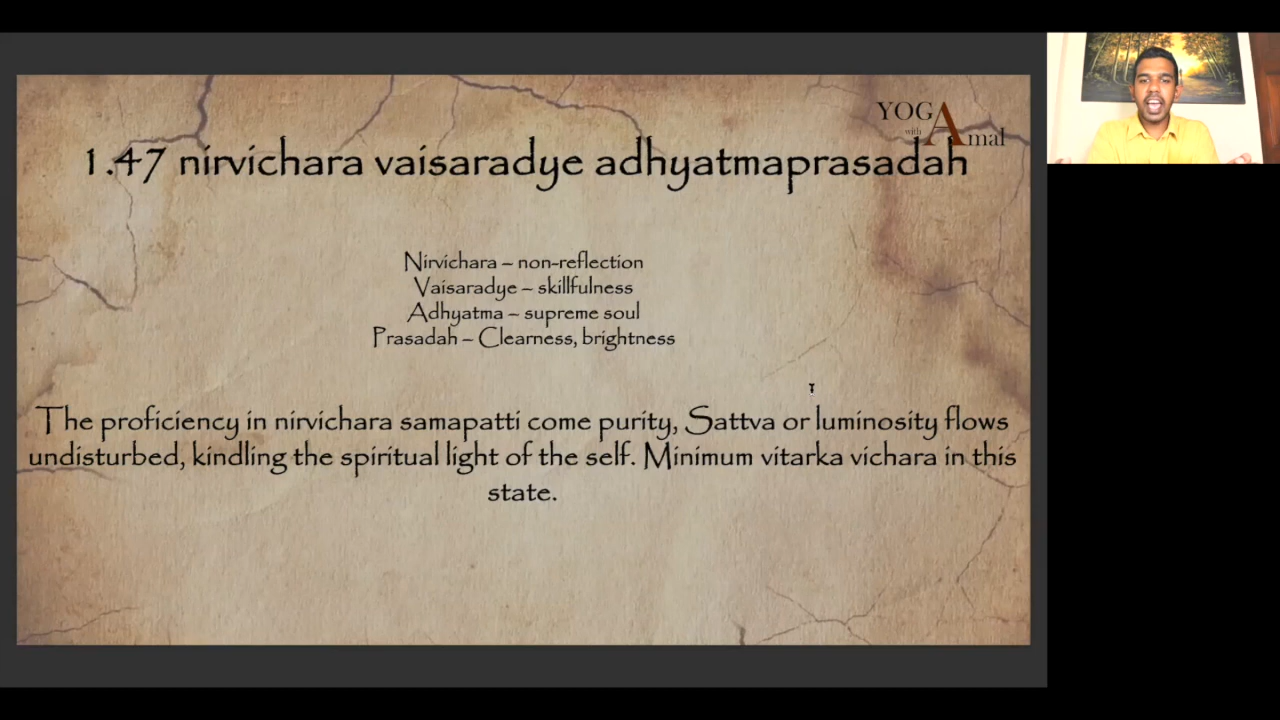 YOGA
with Amal
1.47 nirvichara vaisaradye adhyatmaprasadah
Nirvichara – non-reflection
Vaisaradye – skillfulness
Adhyatma – supreme soul
Prasadah – Clearness, brightness
The proficiency in nirvichara samapatti come purity, Sattva or luminosity flows
undisturbed, kindling the spiritual light of the self. Minimum vitarka vichara in this
state.